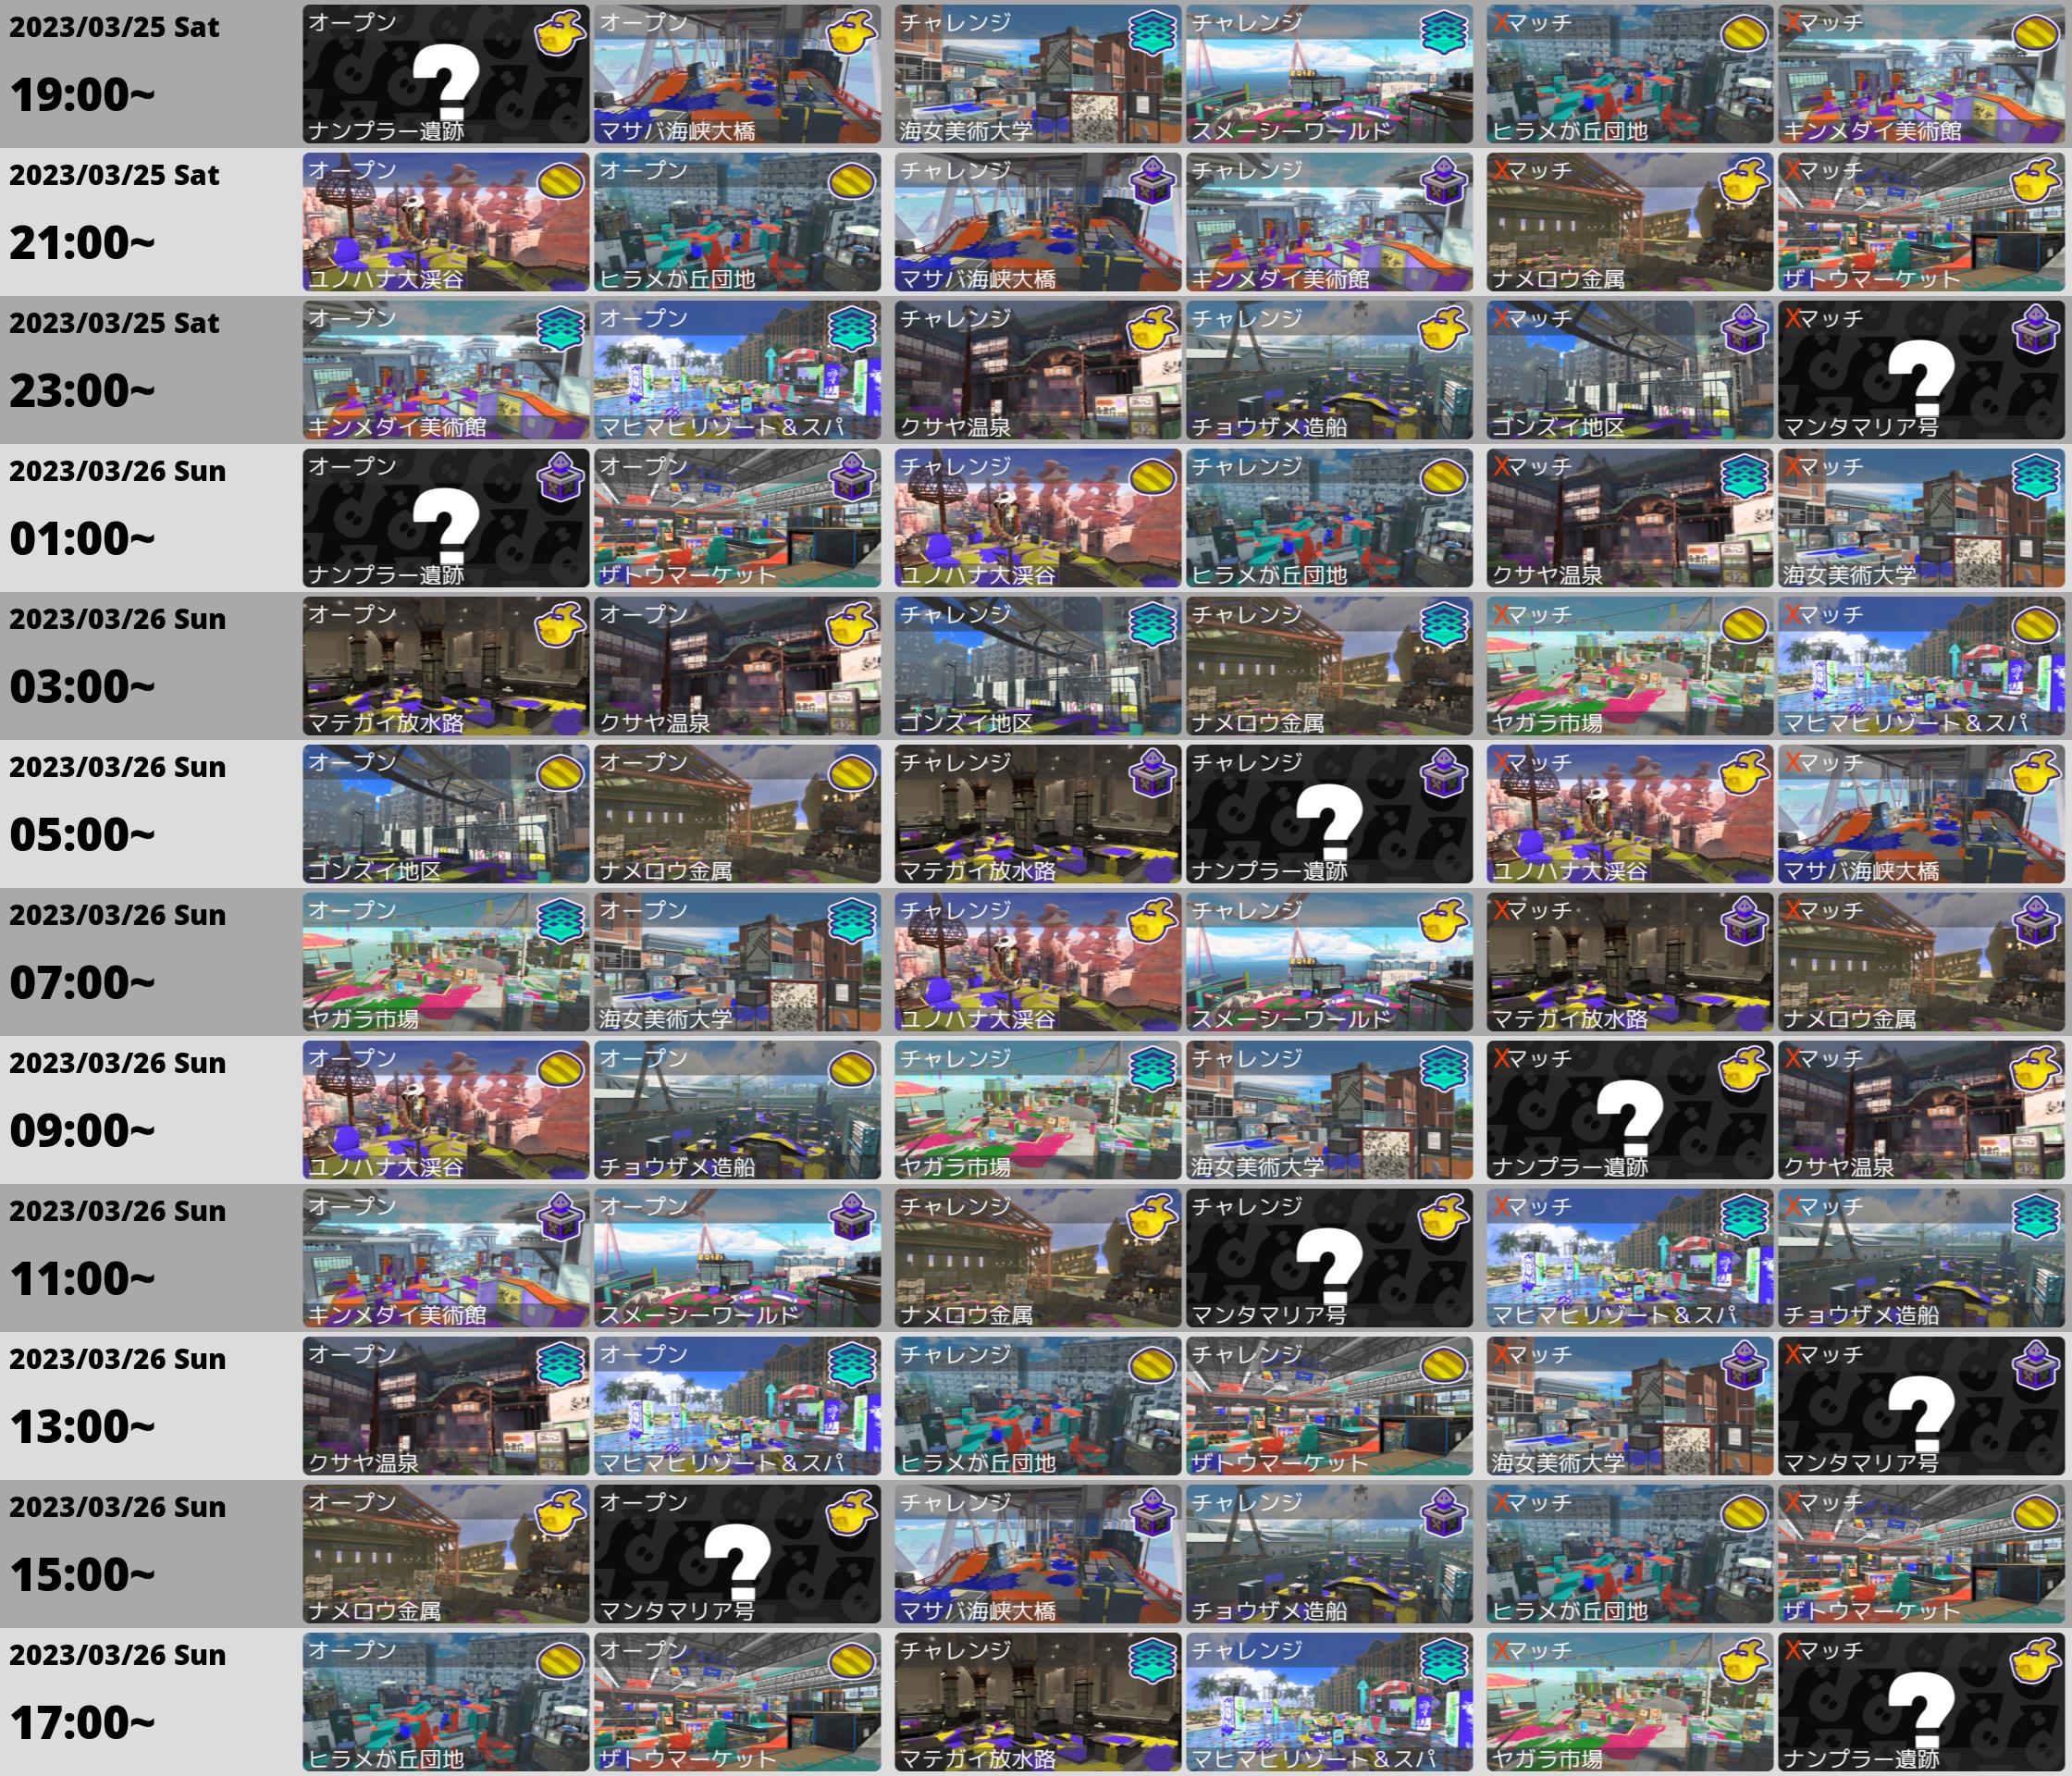 2023/03/25 Sat
19:00~
オープン
ナンプラー遺跡
オープン
マサバ海峡大橋
チャレンジ
海女美術大学
チャレンジ
スメーシーワールド
Xマッチ
ヒラメが丘団地
Xマッチ
キンメダイ美術館
2023/03/25 Sat
21:00~
オープン
ユノハナ大渓谷
オープン
ヒラメが丘団地
チャレンジ
マサバ海峡大橋
チャレンジ
キンメダイ美術館
Xマッチ
ナメロウ金属
Xマッチ
ザトウマーケット
2023/03/25 Sat
23:00~
オープン
キンメダイ美術館
オープン
マヒマヒリゾート＆スパ
チャレンジ
クサヤ温泉
チャレンジ
チョウザメ造船
Xマッチ
ゴンズイ地区
Xマッチ
マンタマリア号
2023/03/26 Sun
01:00~
オープン
ナンプラー遺跡
オープン
ザトウマーケット
チャレンジ
ユノハナ大渓谷
チャレンジ
ヒラメが丘団地
Xマッチ
クサヤ温泉
Xマッチ
海女美術大学
2023/03/26 Sun
03:00~
オープン
マテガイ放水路
オープン
クサヤ温泉
チャレンジ
ゴンズイ地区
チャレンジ
ナメロウ金属
Xマッチ
ヤガラ市場
Xマッチ
マヒマヒリゾート＆スパ
2023/03/26 Sun
05:00~
オープン
ゴンズイ地区
オープン
ナメロウ金属
チャレンジ
マテガイ放水路
チャレンジ
ナンプラー遺跡
Xマッチ
ユノハナ大渓谷
Xマッチ
マサバ海峡大橋
2023/03/26 Sun
07:00~
オープン
ヤガラ市場
オープン
海女美術大学
チャレンジ
ユノハナ大渓谷
チャレンジ
スメーシーワールド
Xマッチ
マテガイ放水路
Xマッチ
ナメロウ金属
2023/03/26 Sun
09:00~
オープン
ユノハナ大渓谷
オープン
チョウザメ造船
チャレンジ
ヤガラ市場
チャレンジ
海女美術大学
Xマッチ
ナンプラー遺跡
Xマッチ
クサヤ温泉
2023/03/26 Sun
11:00~
オープン
キンメダイ美術館
オープン
スメーシーワールド
チャレンジ
ナメロウ金属
チャレンジ
マンタマリア号
Xマッチ
マヒマヒリゾート＆スパ
Xマッチ
チョウザメ造船
2023/03/26 Sun
13:00~
オープン
クサヤ温泉
オープン
マヒマヒリゾート＆スパ
チャレンジ
ヒラメが丘団地
チャレンジ
ザトウマーケット
Xマッチ
海女美術大学
Xマッチ
マンタマリア号
2023/03/26 Sun
15:00~
オープン
ナメロウ金属
オープン
マンタマリア号
チャレンジ
マサバ海峡大橋
チャレンジ
チョウザメ造船
Xマッチ
ヒラメが丘団地
Xマッチ
ザトウマーケット
2023/03/26 Sun
17:00~
オープン
ヒラメが丘団地
オープン
ザトウマーケット
チャレンジ
マテガイ放水路
チャレンジ
マヒマヒリゾート＆スパ
Xマッチ
ヤガラ市場
Xマッチ
ナンプラー遺跡